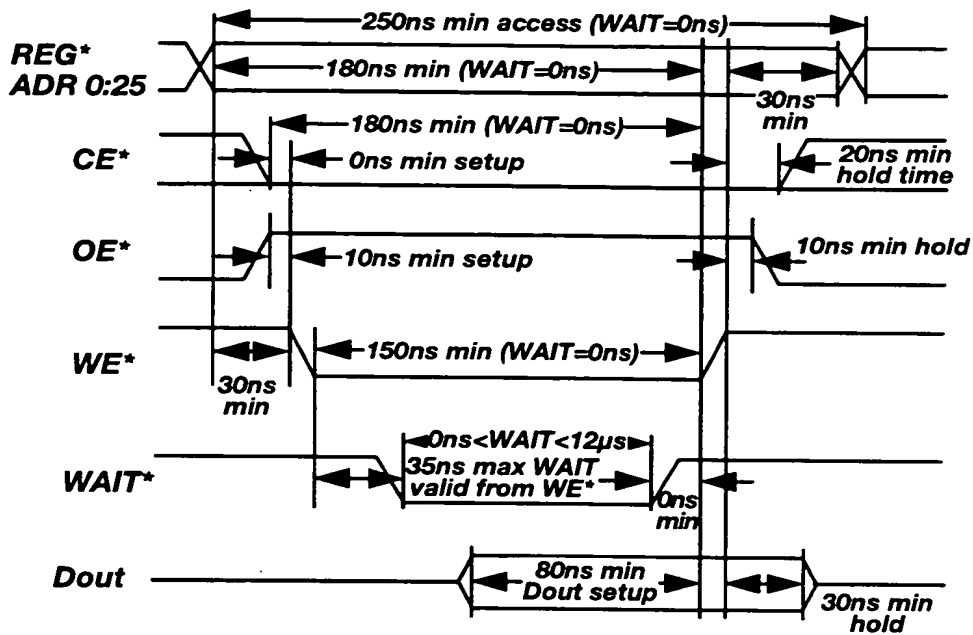 250ns min access (WAIT=0ns)
REG*
ADR 0:25
180ns min (WAIT=0ns)
30ns
min
180ns min (WAIT=0ns)
CE*
0ns min setup
20ns min
hold time
OE*
10ns min setup
10ns min hold
WE*
150ns min (WAIT=0ns)
30ns
min
0ns<WAIT<12µs
WAIT*
35ns max WAIT
valid from WE*
0ns
min
Dout
80ns min
Dout setup
30ns min
hold